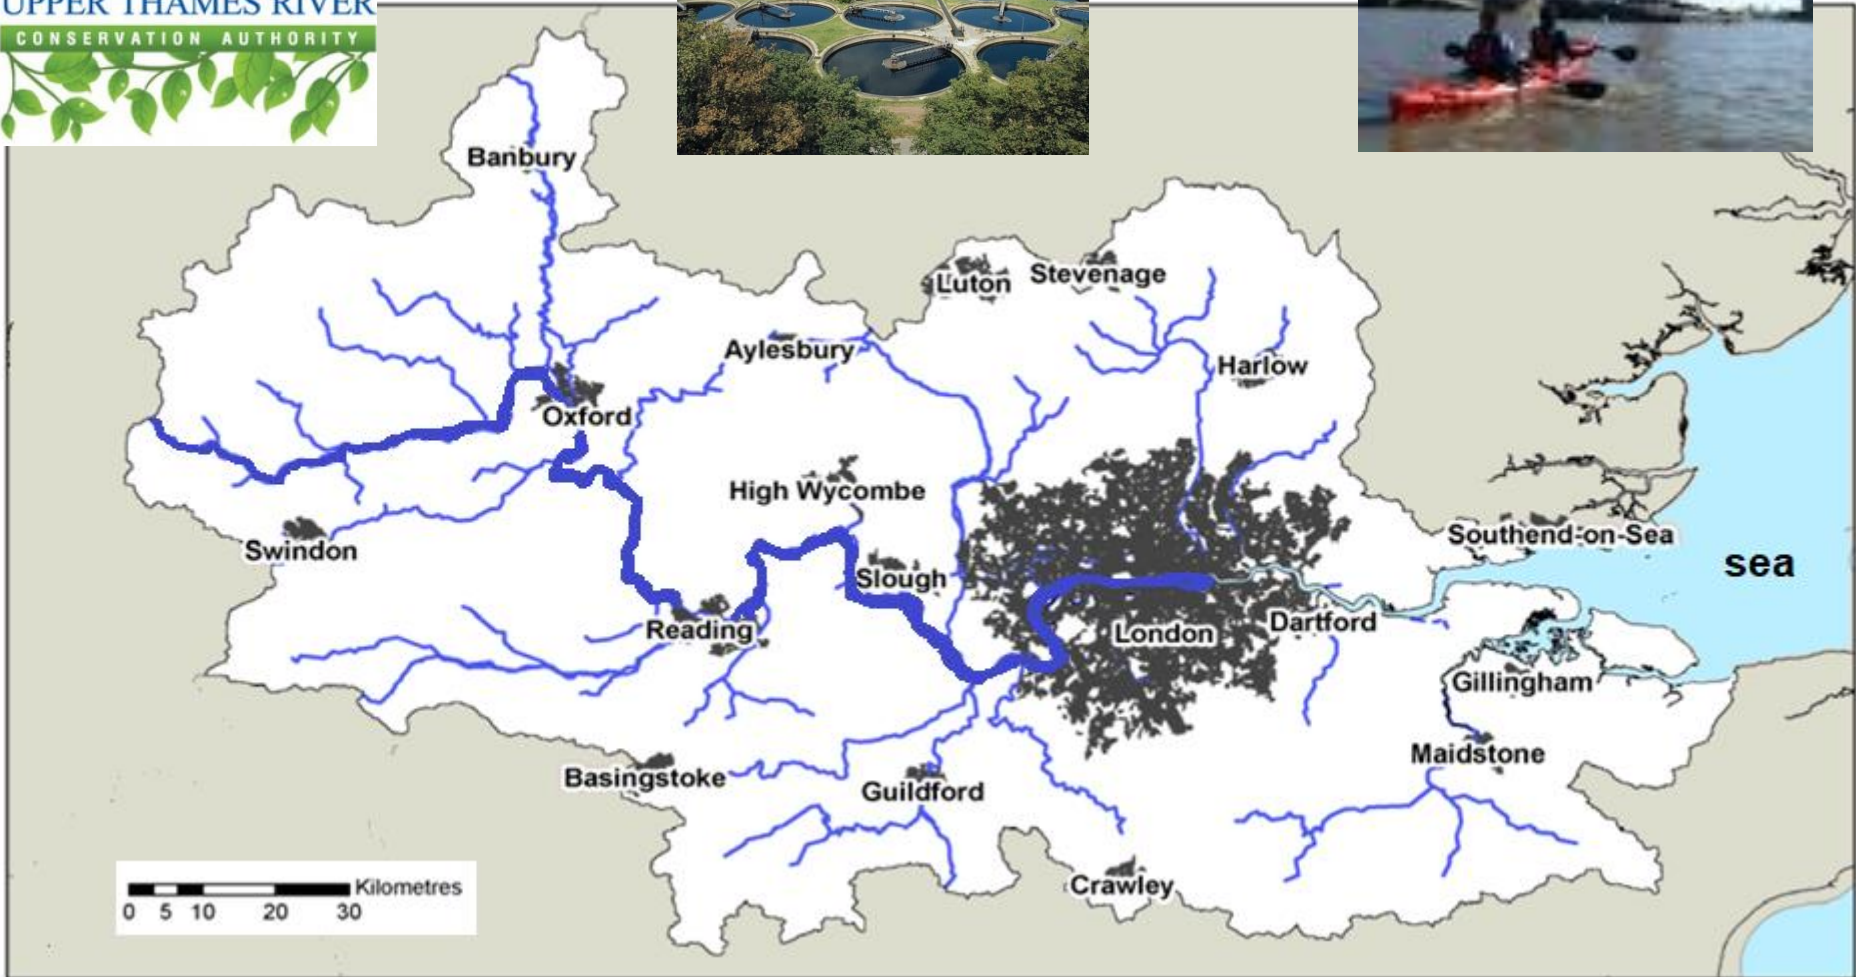 UPPER THAMES RIVER
CONSERVATION AUTHORITY
Banbury
Luton
Stevenage
Aylesbury
Harlow
Oxford
High Wycombe
Southend-on-Sea
Swindon
Slough
sea
Reading
London
Dartford
Gillingham
Maidstone
Basingstoke
Guildford
Crawley
Kilometres
0 5 10 20 30